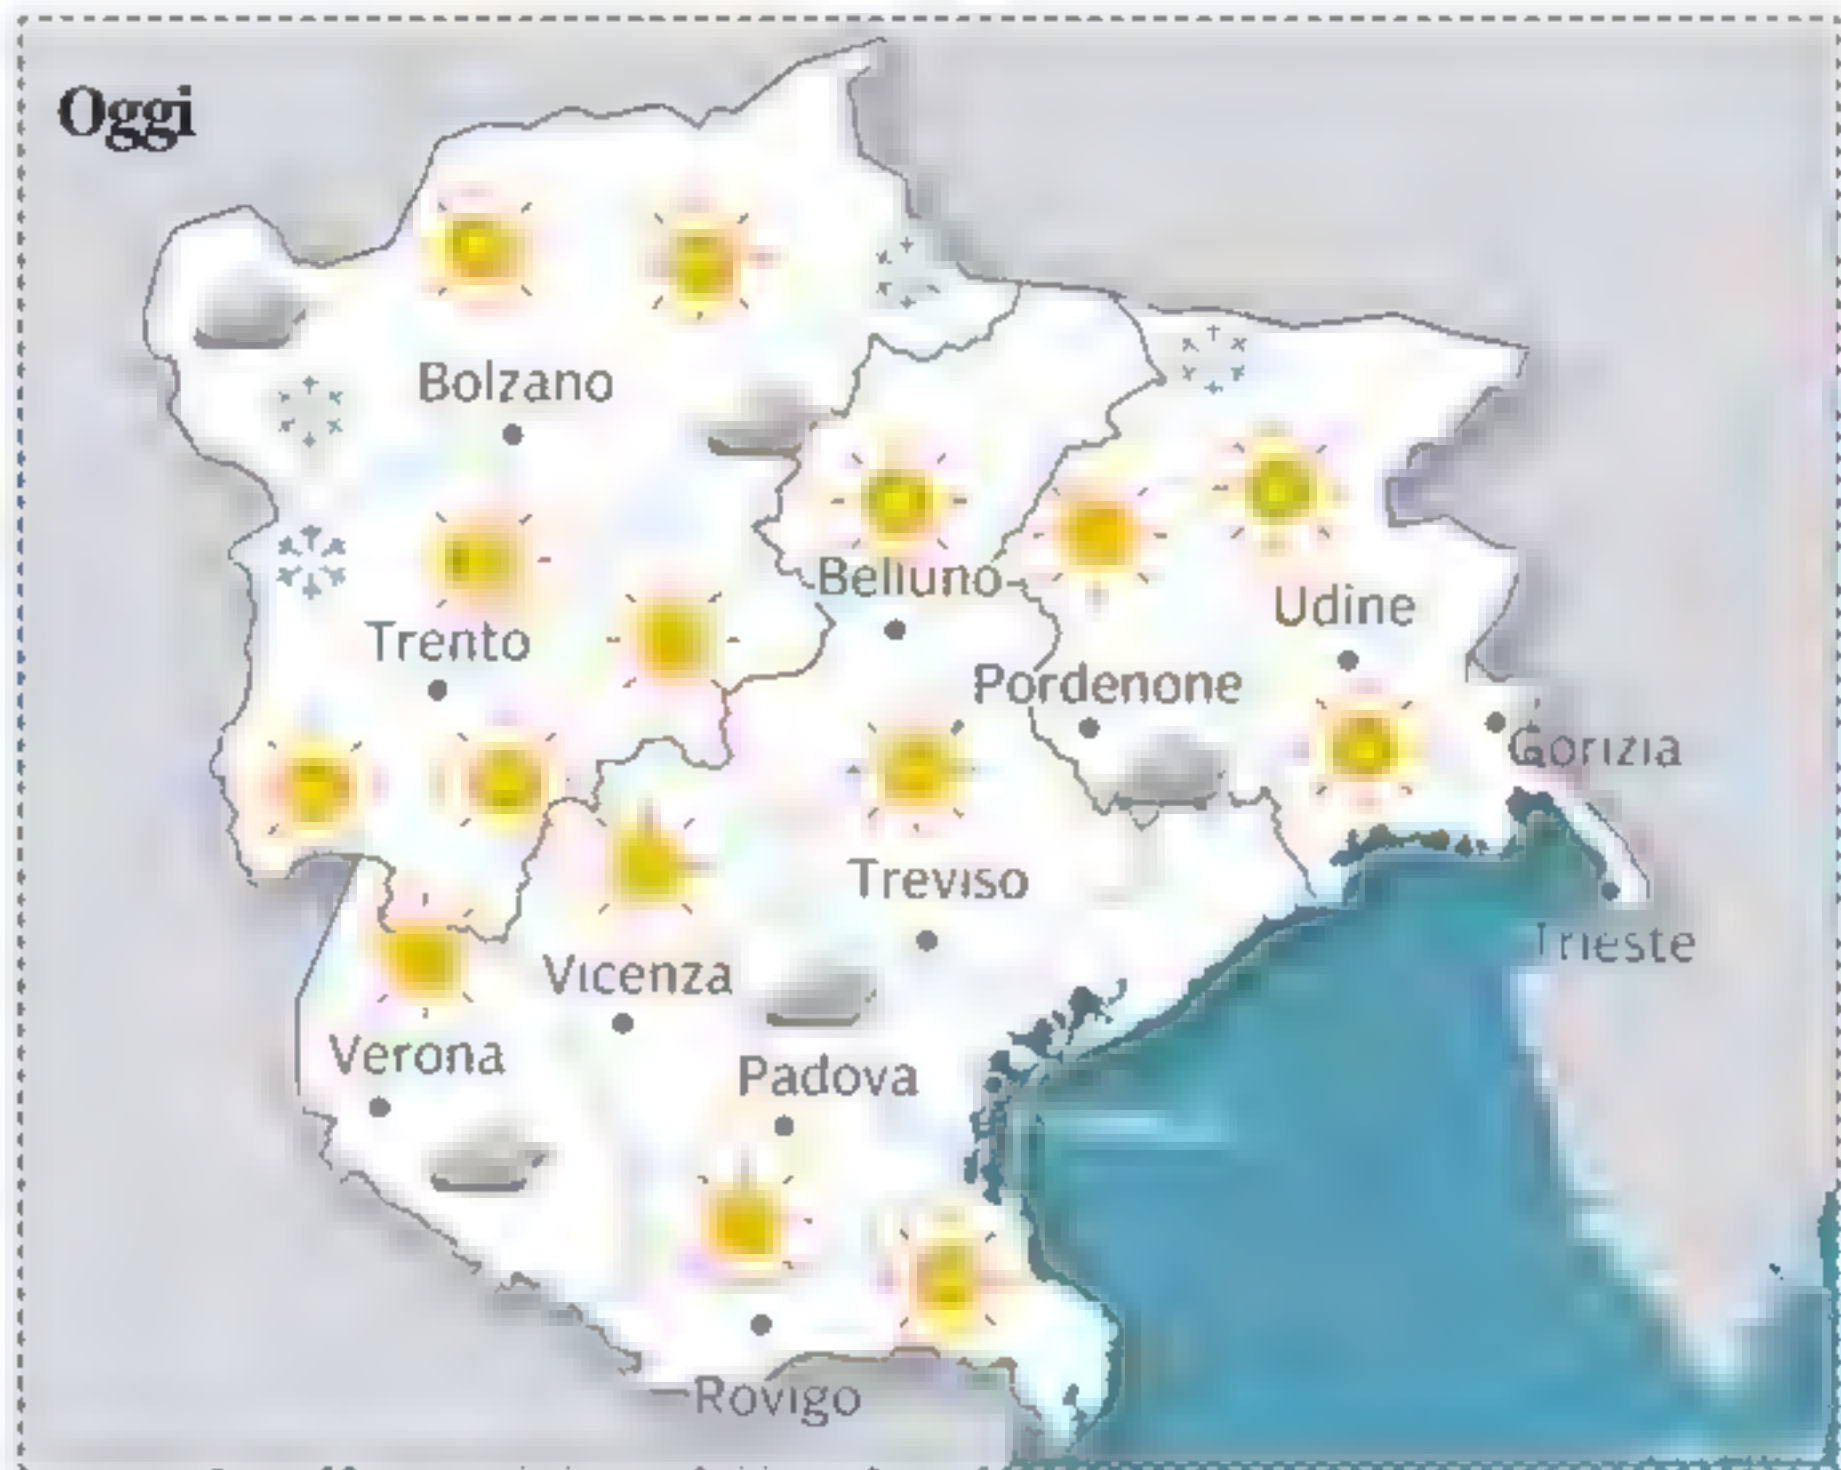 Oggi
Bolzano
Belluno
Udine
Trento
Pordenone
Gorizia
Treviso
Trieste
Vicenza
Verona
Padova
Rovigo